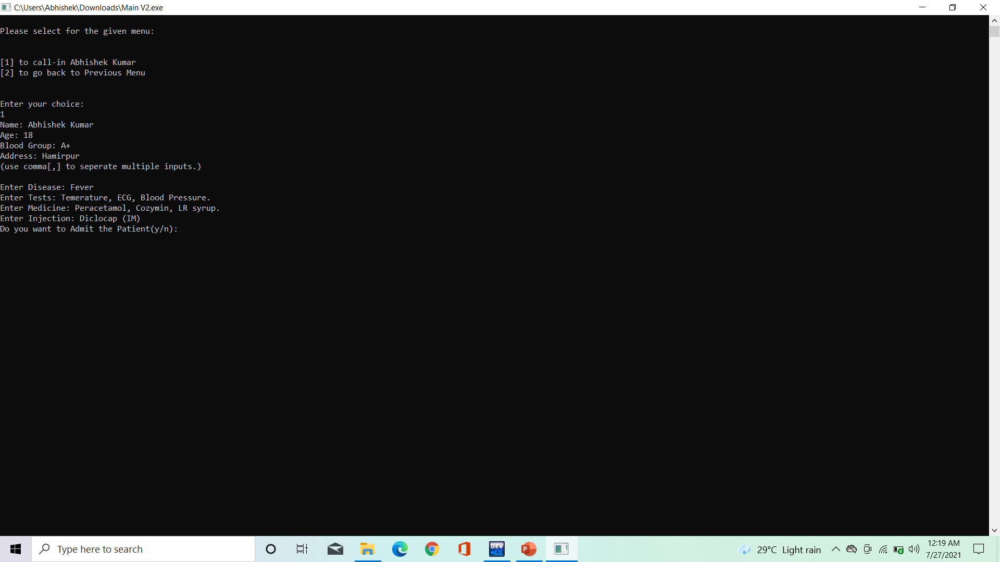 C:\Users\Abhishek\Downloads\Main V2.exe
Please select for the given menu:
[1] to call-in Abhishek Kumar
[2] to go back to Previous Menu
Enter your choice:
1
Name: Abhishek Kumar
Age: 18
Blood Group: A+
Address: Hamirpur
(use comma[,] to seperate multiple inputs.)
Enter Disease: Fever
Enter Tests: Temerature, ECG, Blood Pressure.
Enter Medicine: Peracetamol, Cozymin, LR syrup.
Enter Injection: Diclocap (IM)
Do you want to Admit the Patient(y/n):
Type here to search
DEV
C++
P
29°C Light rain
12:19 AM
7/27/2021